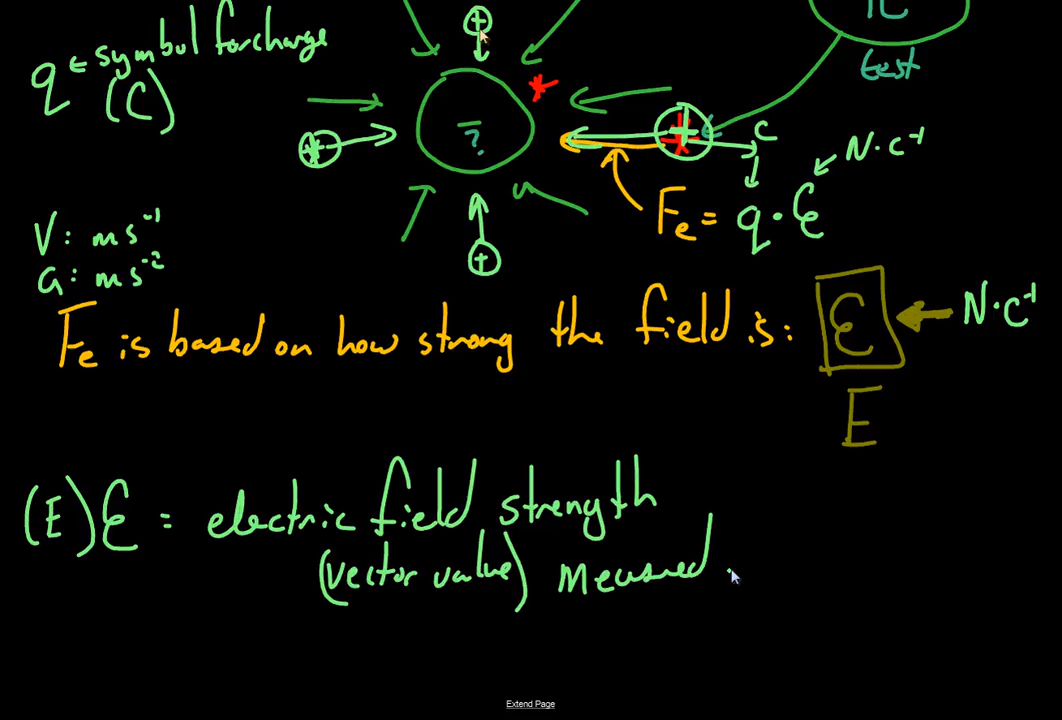 1C
test
q ← symbol for charge
(C)
+
+
-
?
+
C
N·C⁻¹
Fe = q · ℰ
V: ms⁻¹
a: ms⁻²
Fe is based on how strong the field is: ℰ ← N·C⁻¹
E
(E) ℰ = electric field strength
(vector value) measured
Extend Page